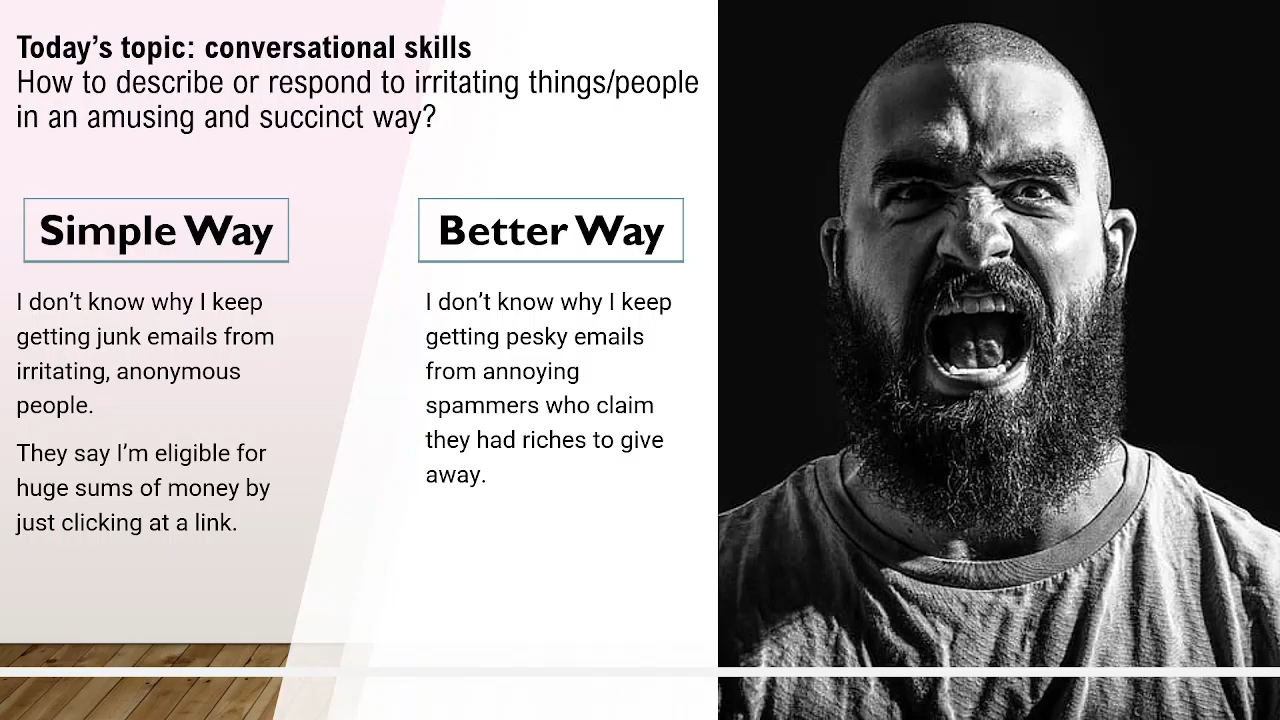 Today’s topic: conversational skills
How to describe or respond to irritating things/people
in an amusing and succinct way?
Simple Way
I don’t know why I keep
getting junk emails from
irritating, anonymous
people.
They say I’m eligible for
huge sums of money by
just clicking at a link.
Better Way
I don’t know why I keep
getting pesky emails
from annoying
spammers who claim
they had riches to give
away.